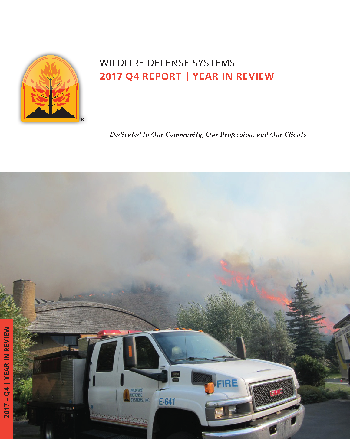 WILDFIRE DEFENSE SYSTEMS
2017 Q4 REPORT | YEAR IN REVIEW
Dedicated to Our Community, Our Profession, and Our Clients
2017 - Q4 | YEAR IN REVIEW
FIRE
E-641
GMC